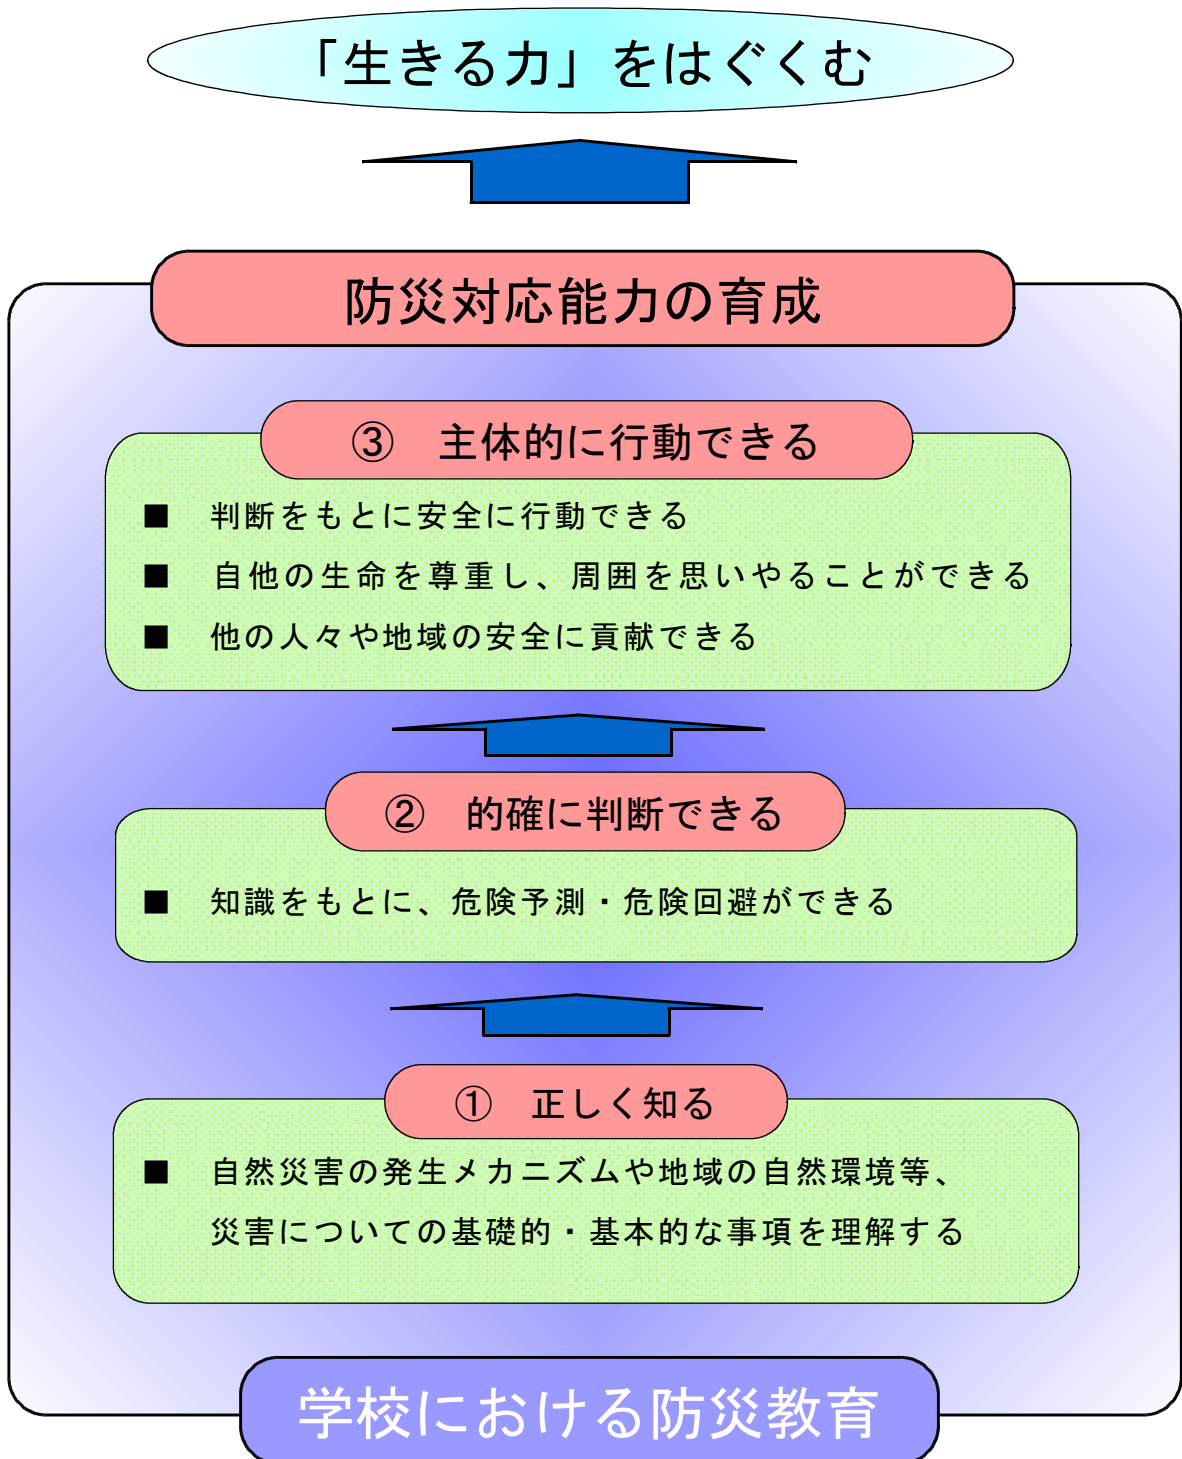 「生きる力」をはぐくむ
防災対応能力の育成
③　主体的に行動できる
■　判断をもとに安全に行動できる
■　自他の生命を尊重し、周囲を思いやることができる
■　他の人々や地域の安全に貢献できる
②　的確に判断できる
■　知識をもとに、危険予測・危険回避ができる
①　正しく知る
■　自然災害の発生メカニズムや地域の自然環境等、
災害についての基礎的・基本的な事項を理解する
学校における防災教育